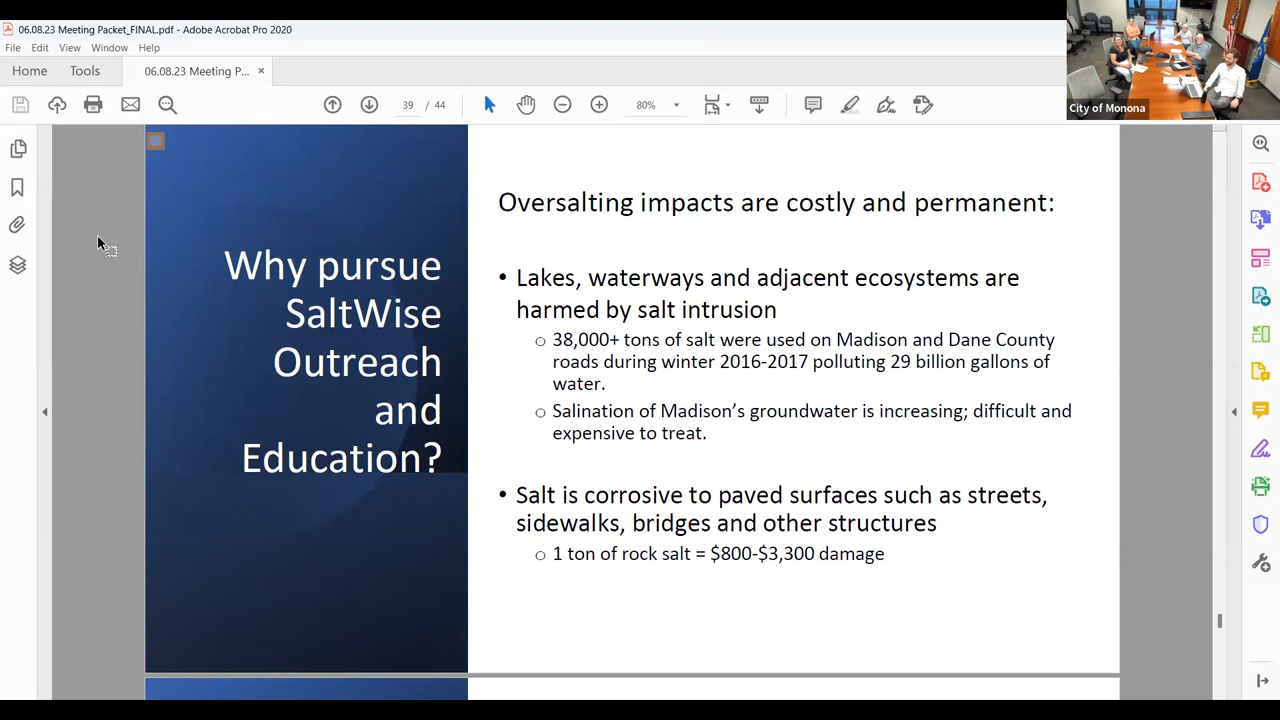 06.08.23 Meeting Packet_FINAL.pdf - Adobe Acrobat Pro 2020
File Edit View Window Help
Home Tools 06.08.23 Meeting P... ×
39 / 44 80%
City of Monona
Why pursue
SaltWise
Outreach
and
Education?
Oversalting impacts are costly and permanent:
• Lakes, waterways and adjacent ecosystems are
harmed by salt intrusion
o 38,000+ tons of salt were used on Madison and Dane County
roads during winter 2016-2017 polluting 29 billion gallons of
water.
o Salination of Madison's groundwater is increasing; difficult and
expensive to treat.
• Salt is corrosive to paved surfaces such as streets,
sidewalks, bridges and other structures
o 1 ton of rock salt = $800-$3,300 damage